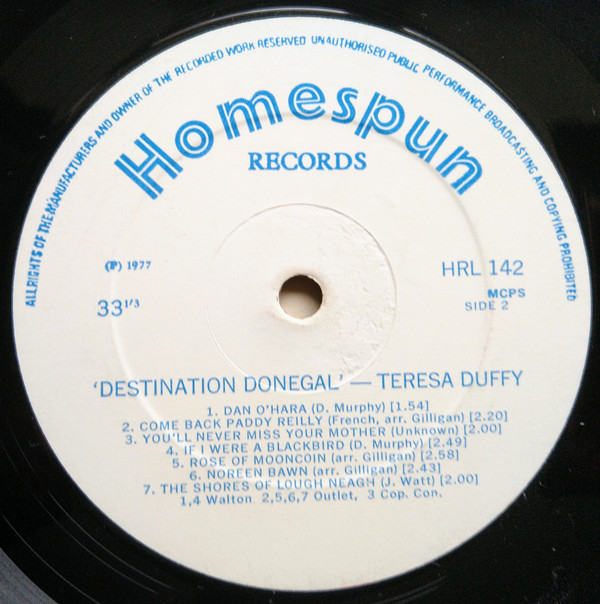 ALL RIGHTS OF THE MANUFACTURERS AND OWNER OF THE RECORDED WORK RESERVED UNAUTHORISED PUBLIC PERFORMANCE BROADCASTING AND COPYING PROHIBITED
Homespun
RECORDS
(P) 1977
HRL 142
33 1/3
MCPS
SIDE 2
'DESTINATION DONEGAL' — TERESA DUFFY
1. DAN O'HARA (D. Murphy) [1.54]
2. COME BACK PADDY REILLY (French, arr. Gilligan) [2.20]
3. YOU'LL NEVER MISS YOUR MOTHER (Unknown) [2.00]
4. IF I WERE A BLACKBIRD (D. Murphy) [2.49]
5. ROSE OF MOONCOIN (arr. Gilligan) [2.58]
6. NOREEN BAWN (arr. Gilligan) [2.43]
7. THE SHORES OF LOUGH NEAGH (J. Watt) [2.00]
1,4 Walton 2,5,6,7 Outlet, 3 Cop. Con.